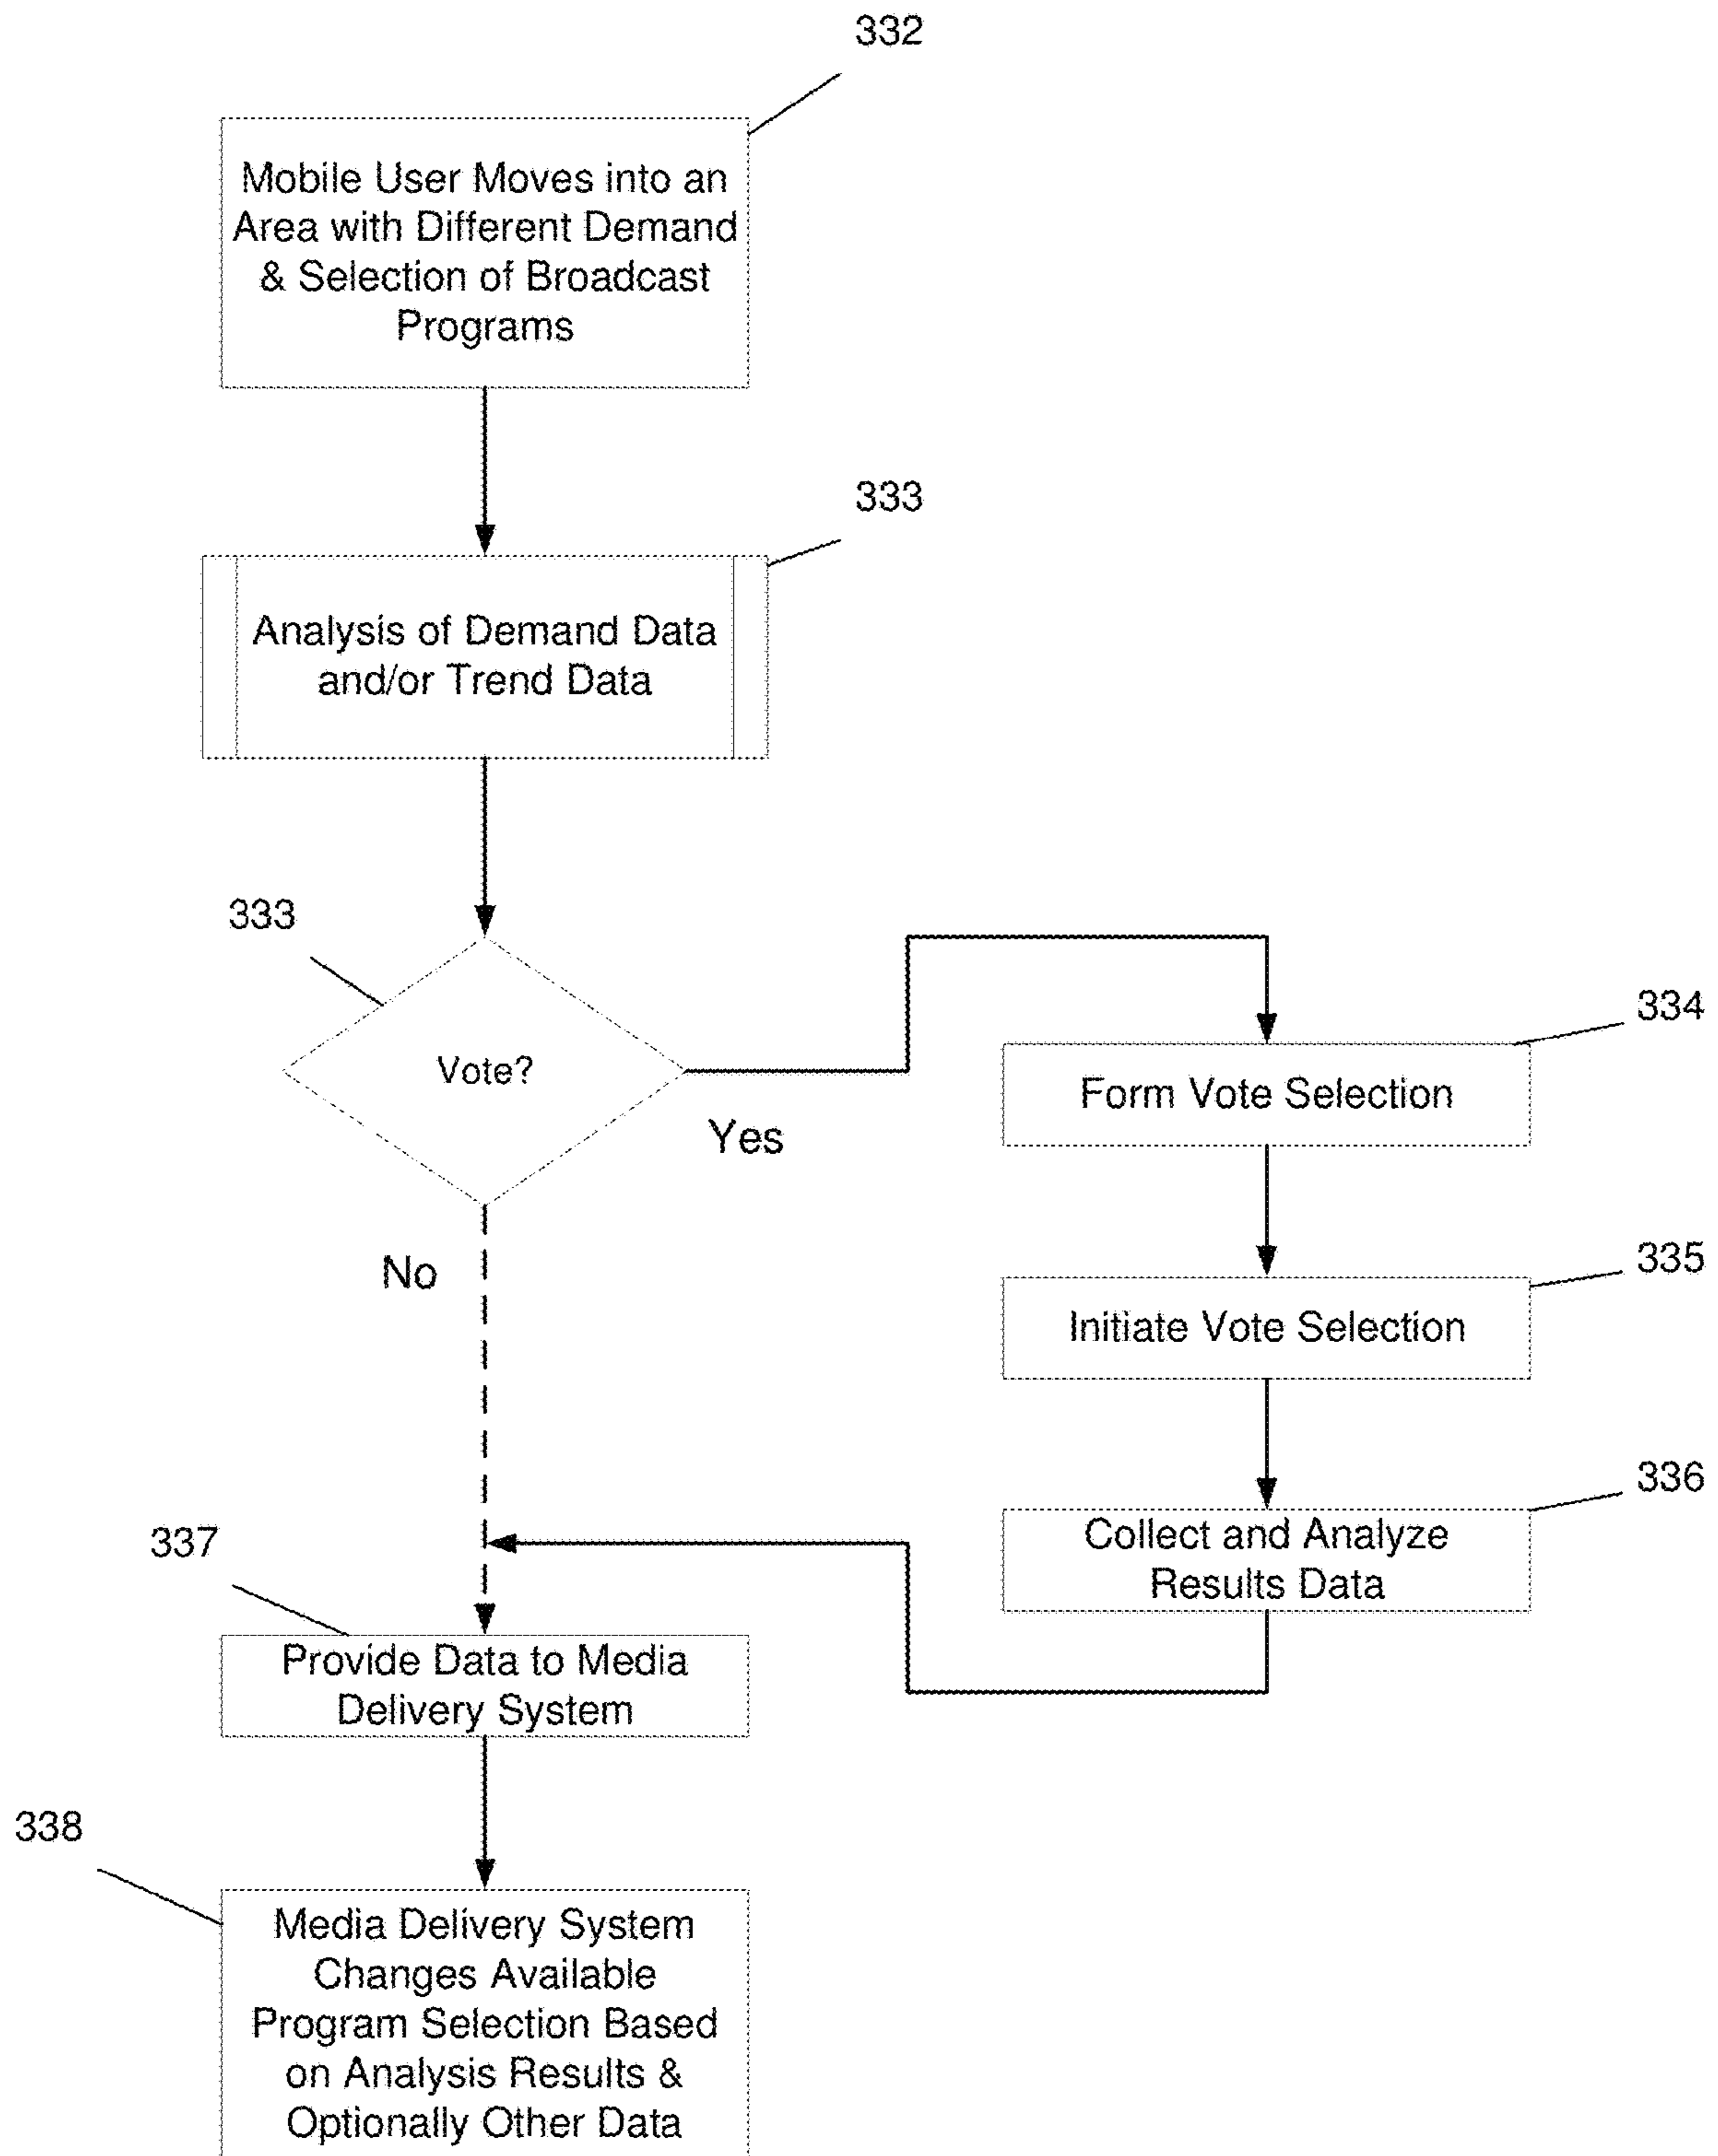 332
Mobile User Moves into an
Area with Different Demand
& Selection of Broadcast
Programs
333
Analysis of Demand Data
and/or Trend Data
333
Vote?
Yes
No
334
Form Vote Selection
335
Initiate Vote Selection
336
Collect and Analyze
Results Data
337
Provide Data to Media
Delivery System
338
Media Delivery System
Changes Available
Program Selection Based
on Analysis Results &
Optionally Other Data